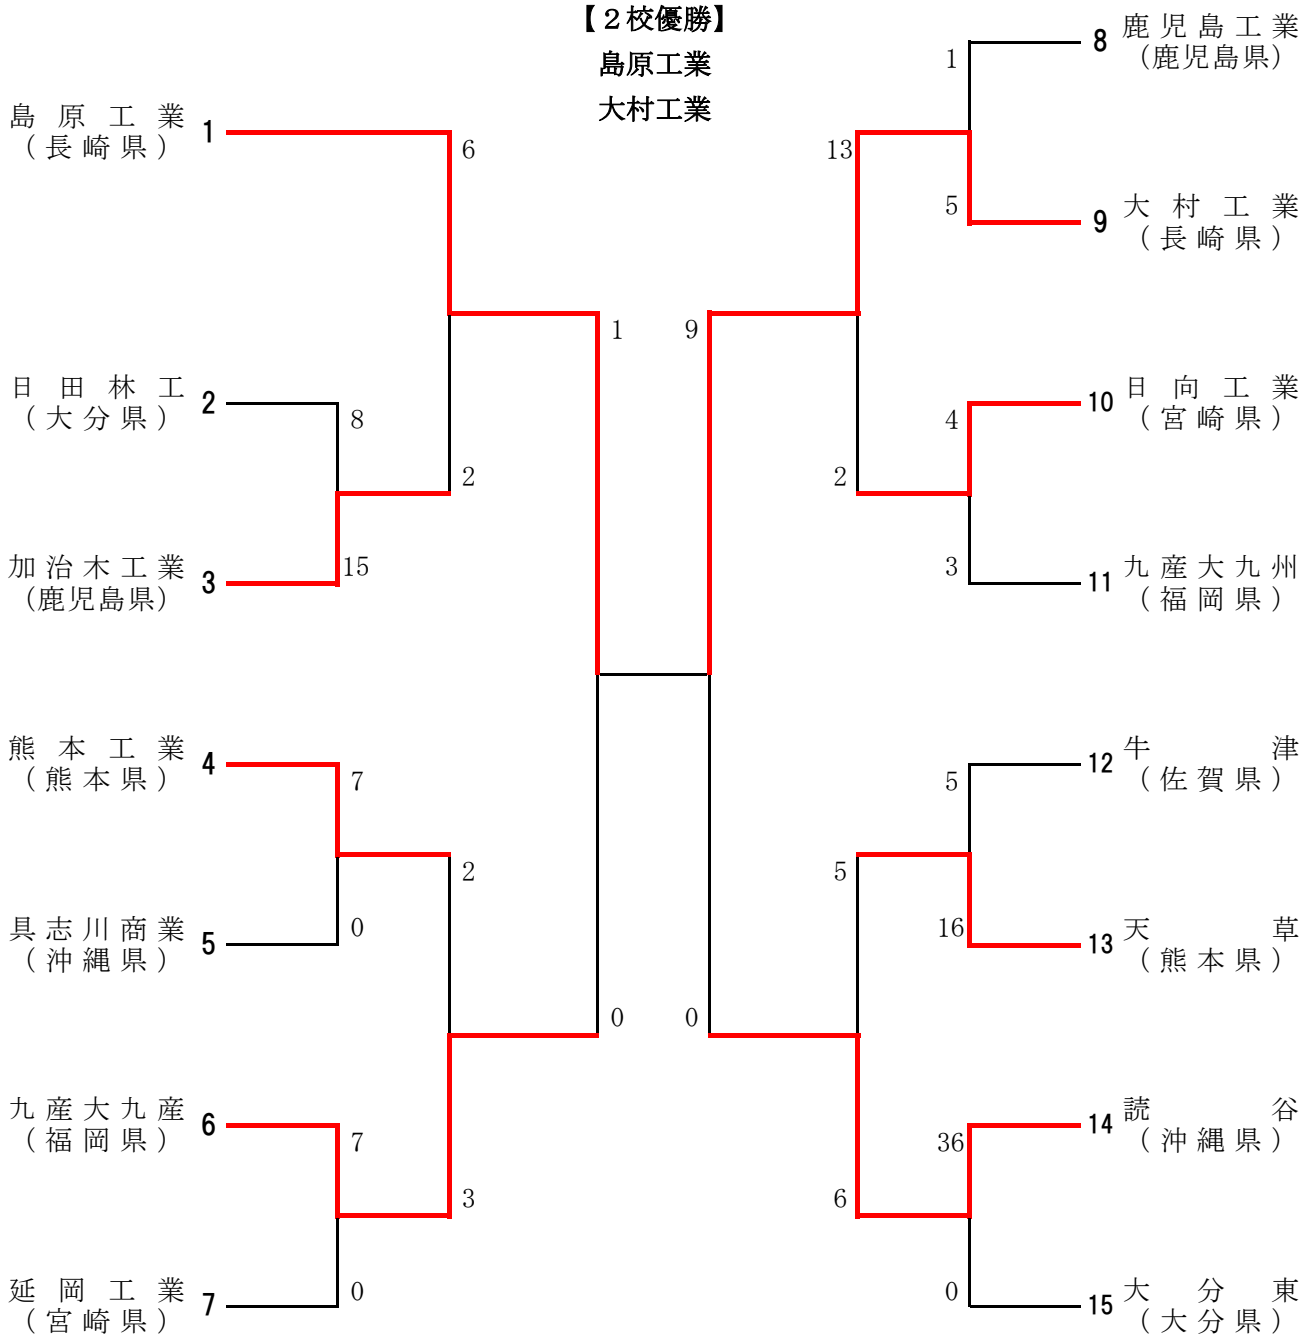 【２校優勝】
島原工業
大村工業
島原工業
（長崎県）
1
6
日田林工
（大分県）
2
8
2
加治木工業
（鹿児島県）
3
15
1
熊本工業
（熊本県）
4
7
2
具志川商業
（沖縄県）
5
0
0
九産大九産
（福岡県）
6
7
3
延岡工業
（宮崎県）
7
0
1
8
鹿児島工業
（鹿児島県）
13
5
9
大村工業
（長崎県）
9
4
10
日向工業
（宮崎県）
2
3
11
九産大九州
（福岡県）
5
12
牛津
（佐賀県）
5
16
13
天草
（熊本県）
0
36
14
読谷
（沖縄県）
6
0
15
大分東
（大分県）